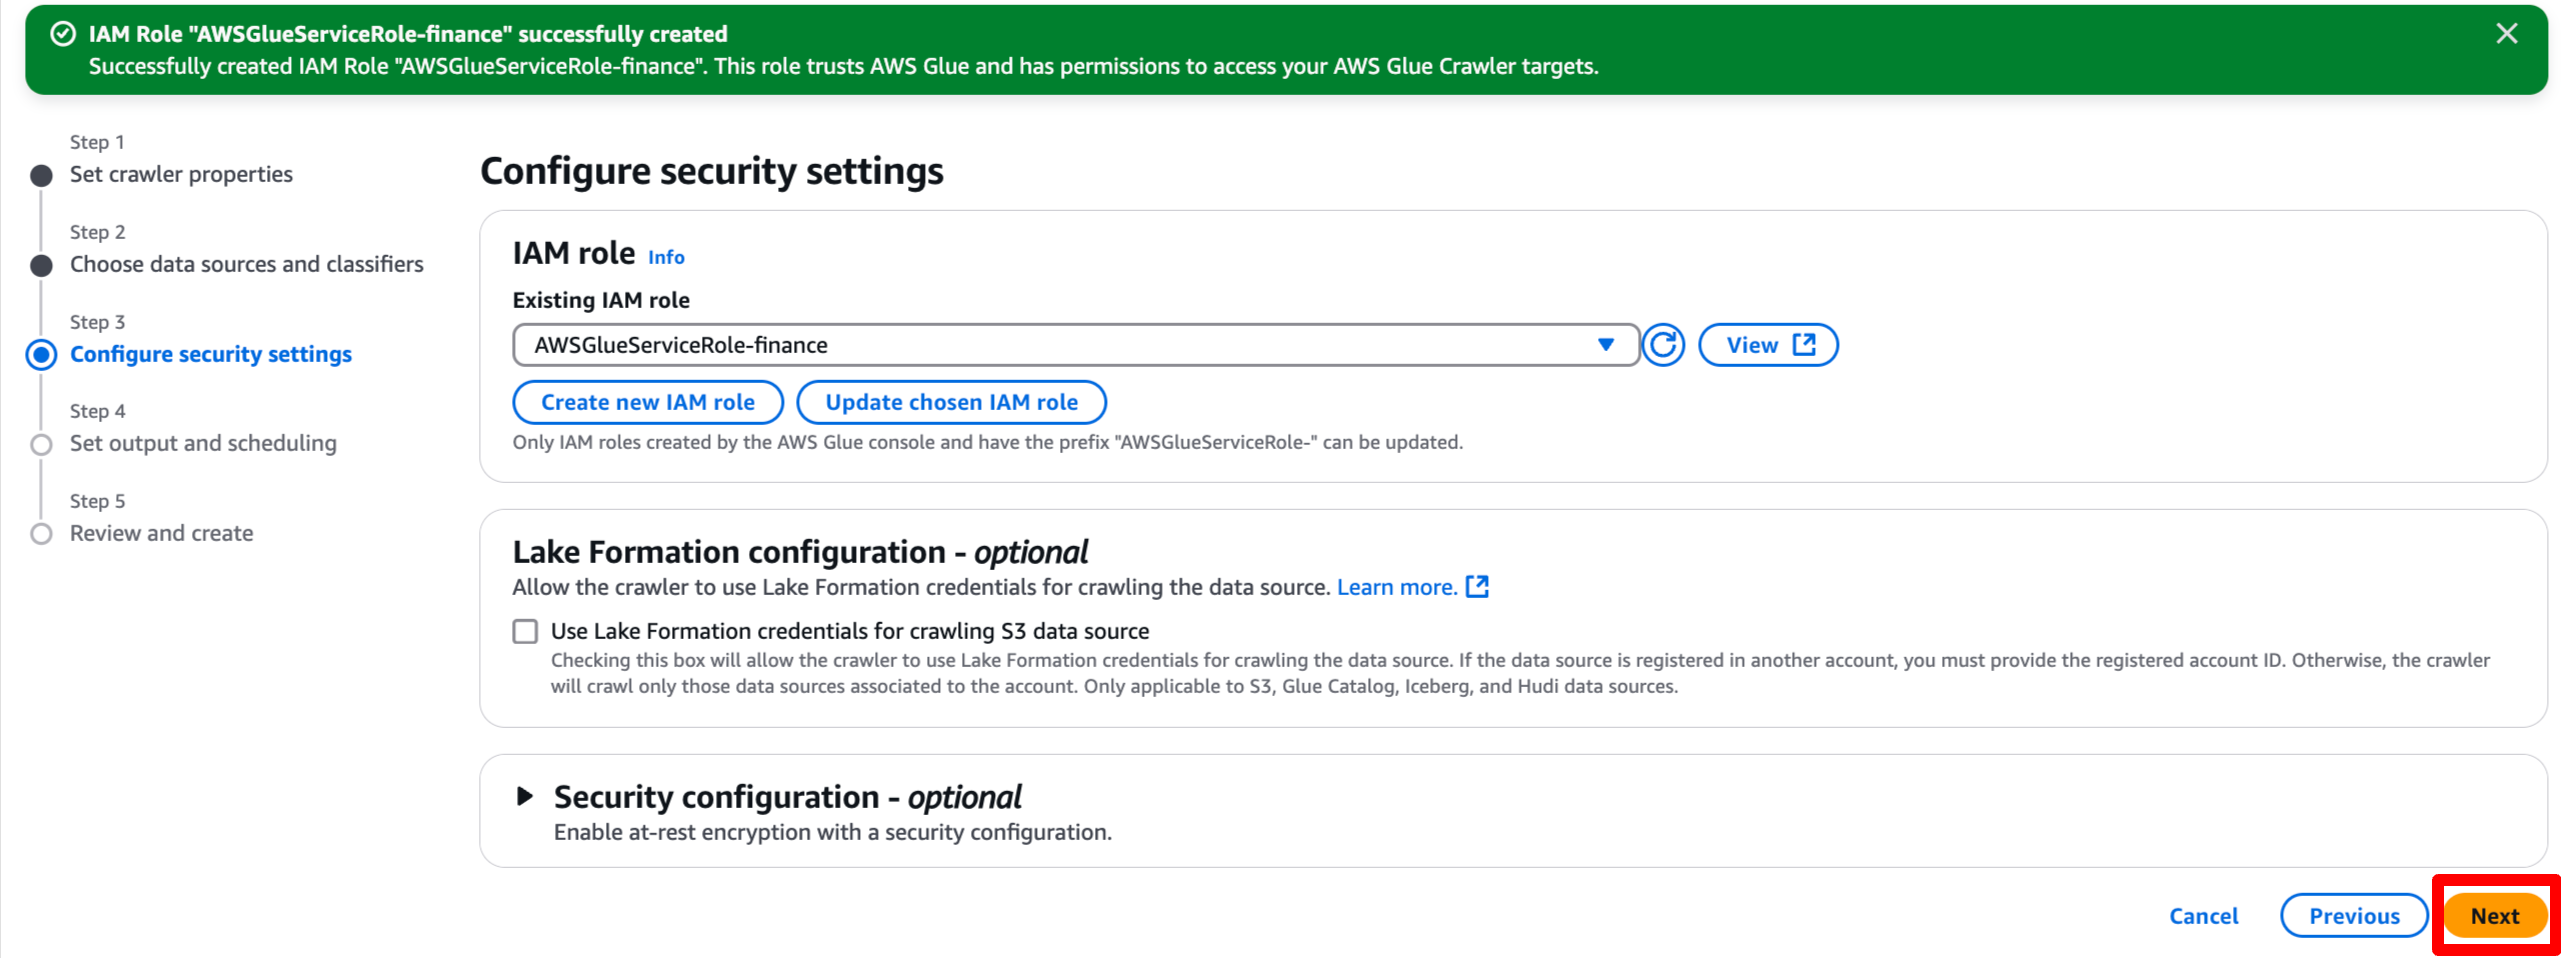 IAM Role "AWSGlueServiceRole-finance" successfully created
Successfully created IAM Role "AWSGlueServiceRole-finance". This role trusts AWS Glue and has permissions to access your AWS Glue Crawler targets.
Step 1
Set crawler properties
Step 2
Choose data sources and classifiers
Step 3
Configure security settings
Step 4
Set output and scheduling
Step 5
Review and create
Configure security settings
IAM role Info
Existing IAM role
AWSGlueServiceRole-finance
View
Create new IAM role Update chosen IAM role
Only IAM roles created by the AWS Glue console and have the prefix "AWSGlueServiceRole-" can be updated.
Lake Formation configuration - optional
Allow the crawler to use Lake Formation credentials for crawling the data source. Learn more.
Use Lake Formation credentials for crawling S3 data source
Checking this box will allow the crawler to use Lake Formation credentials for crawling the data source. If the data source is registered in another account, you must provide the registered account ID. Otherwise, the crawler
will crawl only those data sources associated to the account. Only applicable to S3, Glue Catalog, Iceberg, and Hudi data sources.
Security configuration - optional
Enable at-rest encryption with a security configuration.
Cancel Previous Next